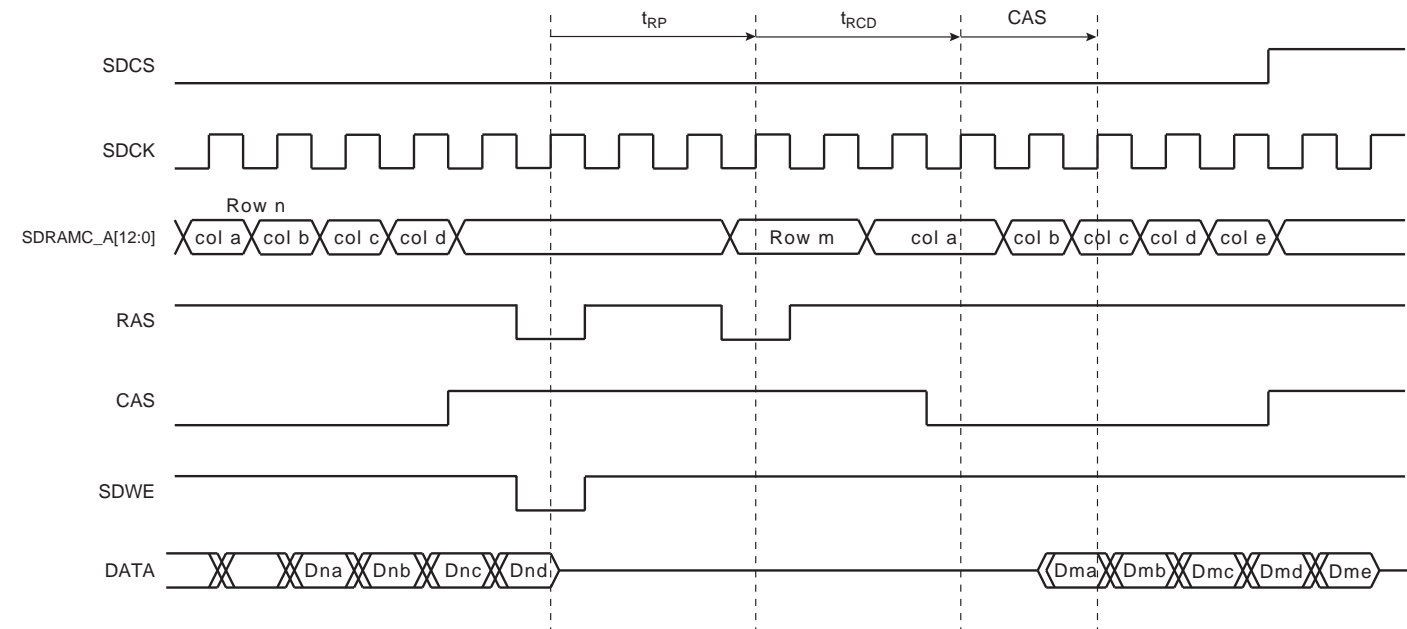 tRP tRCD CAS
SDCS
SDCK
Row n
SDRAMC_A[12:0] col a col b col c col d Row m col a col b col c col d col e
RAS
CAS
SDWE
DATA Dna Dnb Dnc Dnd Dma Dmb Dmc Dmd Dme